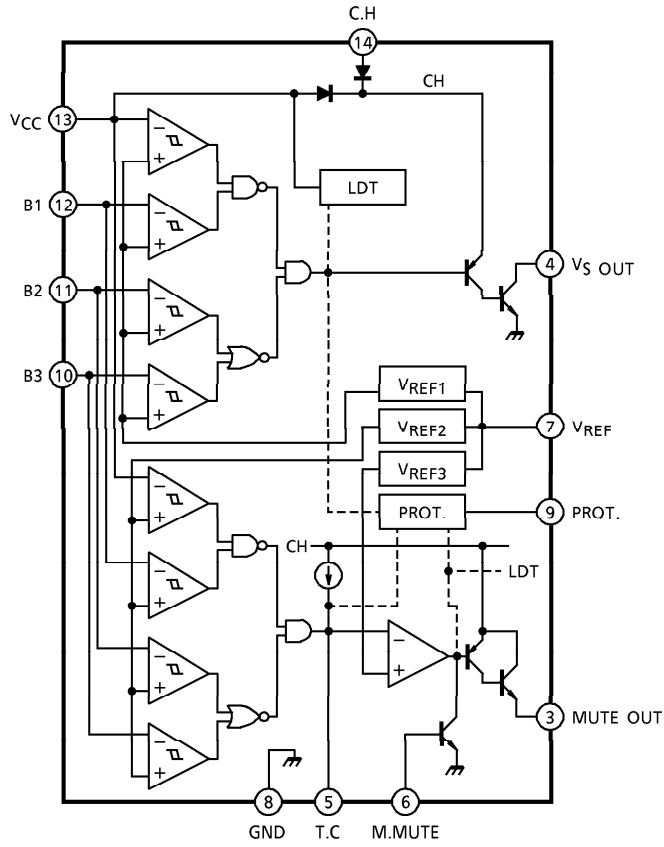 C.H
14
CH
VCC 13
− +
LDT
B1 12
− +
4 VS OUT
B2 11
− +
B3 10
− +
VREF1
VREF2
7 VREF
VREF3
− +
PROT.
9 PROT.
CH
LDT
− +
− +
− +
3 MUTE OUT
− +
8
5
6
GND
T.C
M.MUTE